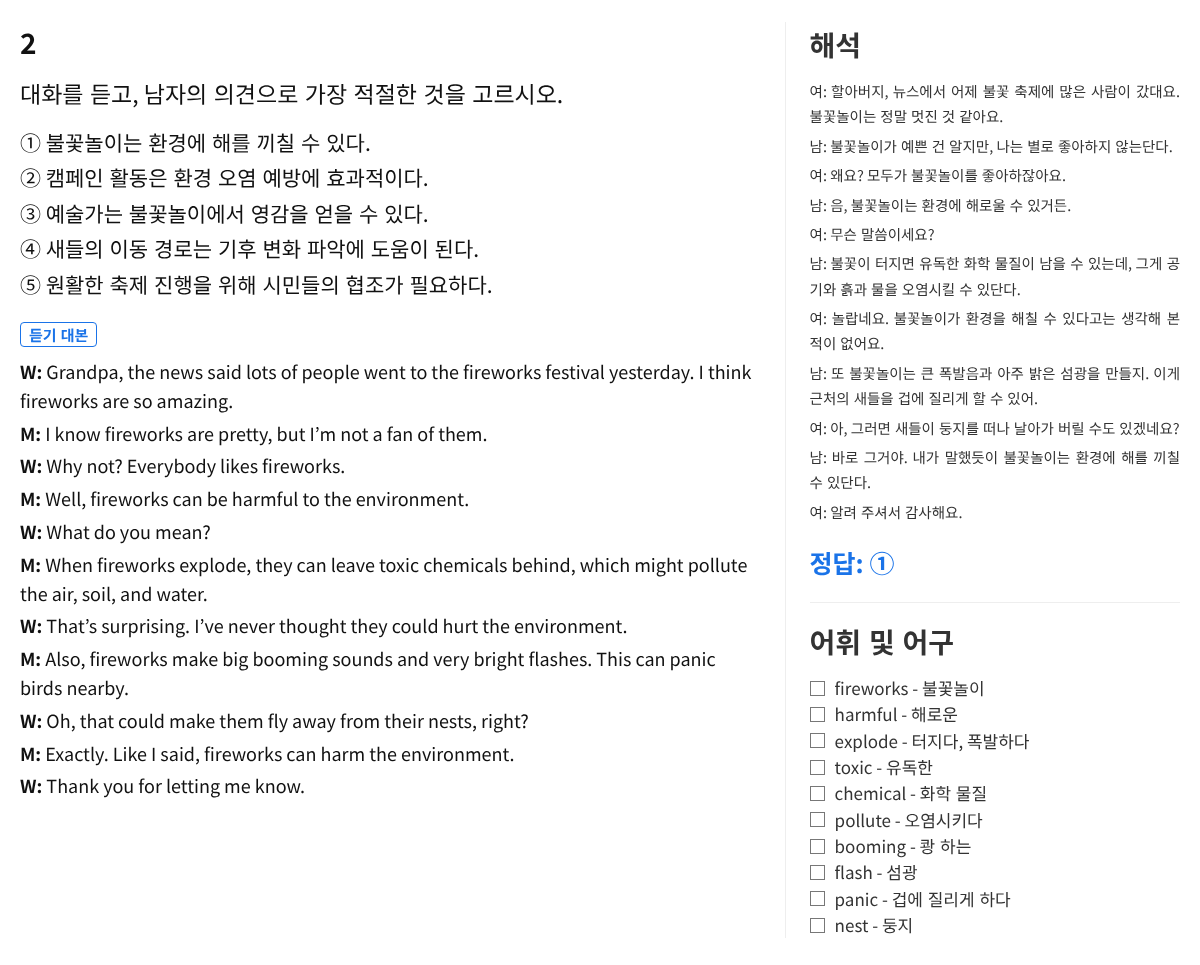 2
대화를 듣고, 남자의 의견으로 가장 적절한 것을 고르시오.
① 불꽃놀이는 환경에 해를 끼칠 수 있다.
② 캠페인 활동은 환경 오염 예방에 효과적이다.
③ 예술가는 불꽃놀이에서 영감을 얻을 수 있다.
④ 새들의 이동 경로는 기후 변화 파악에 도움이 된다.
⑤ 원활한 축제 진행을 위해 시민들의 협조가 필요하다.
듣기 대본
W: Grandpa, the news said lots of people went to the fireworks festival yesterday. I think
fireworks are so amazing.
M: I know fireworks are pretty, but I’m not a fan of them.
W: Why not? Everybody likes fireworks.
M: Well, fireworks can be harmful to the environment.
W: What do you mean?
M: When fireworks explode, they can leave toxic chemicals behind, which might pollute
the air, soil, and water.
W: That’s surprising. I’ve never thought they could hurt the environment.
M: Also, fireworks make big booming sounds and very bright flashes. This can panic
birds nearby.
W: Oh, that could make them fly away from their nests, right?
M: Exactly. Like I said, fireworks can harm the environment.
W: Thank you for letting me know.
해석
여: 할아버지, 뉴스에서 어제 불꽃 축제에 많은 사람이 갔대요.
불꽃놀이는 정말 멋진 것 같아요.
남: 불꽃놀이가 예쁜 건 알지만, 나는 별로 좋아하지 않는단다.
여: 왜요? 모두가 불꽃놀이를 좋아하잖아요.
남: 음, 불꽃놀이는 환경에 해로울 수 있거든.
여: 무슨 말씀이세요?
남: 불꽃이 터지면 유독한 화학 물질이 남을 수 있는데, 그게 공
기와 흙과 물을 오염시킬 수 있단다.
여: 놀랍네요. 불꽃놀이가 환경을 해칠 수 있다고는 생각해 본
적이 없어요.
남: 또 불꽃놀이는 큰 폭발음과 아주 밝은 섬광을 만들지. 이게
근처의 새들을 겁에 질리게 할 수 있어.
여: 아, 그러면 새들이 둥지를 떠나 날아가 버릴 수도 있겠네요?
남: 바로 그거야. 내가 말했듯이 불꽃놀이는 환경에 해를 끼칠
수 있단다.
여: 알려 주셔서 감사해요.
정답: ①
어휘 및 어구
fireworks - 불꽃놀이
harmful - 해로운
explode - 터지다, 폭발하다
toxic - 유독한
chemical - 화학 물질
pollute - 오염시키다
booming - 쾅 하는
flash - 섬광
panic - 겁에 질리게 하다
nest - 둥지